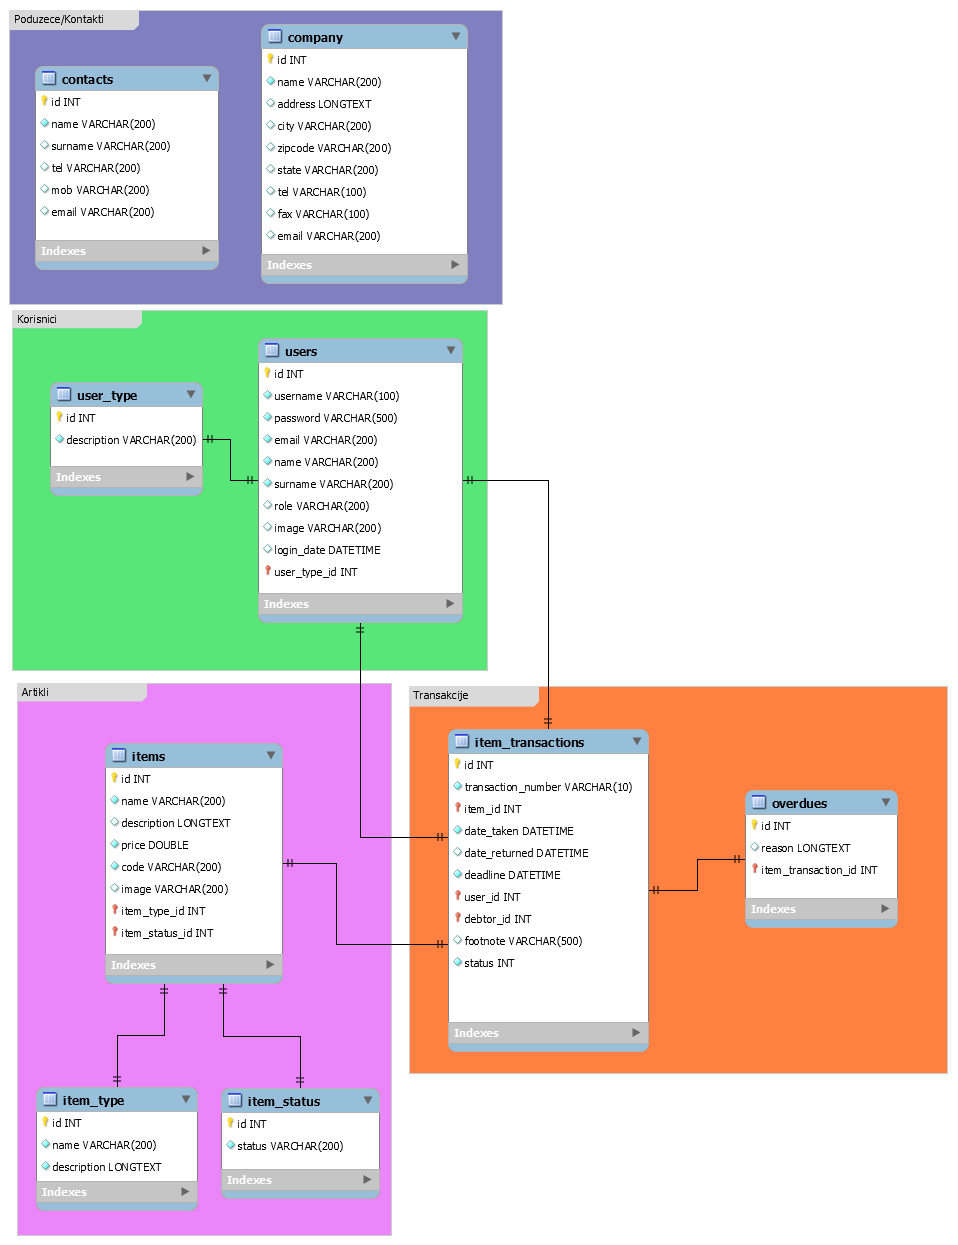 Poduzece/Kontakti
contacts
id INT
name VARCHAR(200)
surname VARCHAR(200)
tel VARCHAR(200)
mob VARCHAR(200)
email VARCHAR(200)
Indexes
company
id INT
name VARCHAR(200)
address LONGTEXT
city VARCHAR(200)
zipcode VARCHAR(200)
state VARCHAR(200)
tel VARCHAR(100)
fax VARCHAR(100)
email VARCHAR(200)
Indexes
Korisnici
user_type
id INT
description VARCHAR(200)
Indexes
users
id INT
username VARCHAR(100)
password VARCHAR(500)
email VARCHAR(200)
name VARCHAR(200)
surname VARCHAR(200)
role VARCHAR(200)
image VARCHAR(200)
login_date DATETIME
user_type_id INT
Indexes
Artikli
items
id INT
name VARCHAR(200)
description LONGTEXT
price DOUBLE
code VARCHAR(200)
image VARCHAR(200)
item_type_id INT
item_status_id INT
Indexes
item_type
id INT
name VARCHAR(200)
description LONGTEXT
Indexes
item_status
id INT
status VARCHAR(200)
Indexes
Transakcije
item_transactions
id INT
transaction_number VARCHAR(10)
item_id INT
date_taken DATETIME
date_returned DATETIME
deadline DATETIME
user_id INT
debtor_id INT
footnote VARCHAR(500)
status INT
Indexes
overdues
id INT
reason LONGTEXT
item_transaction_id INT
Indexes